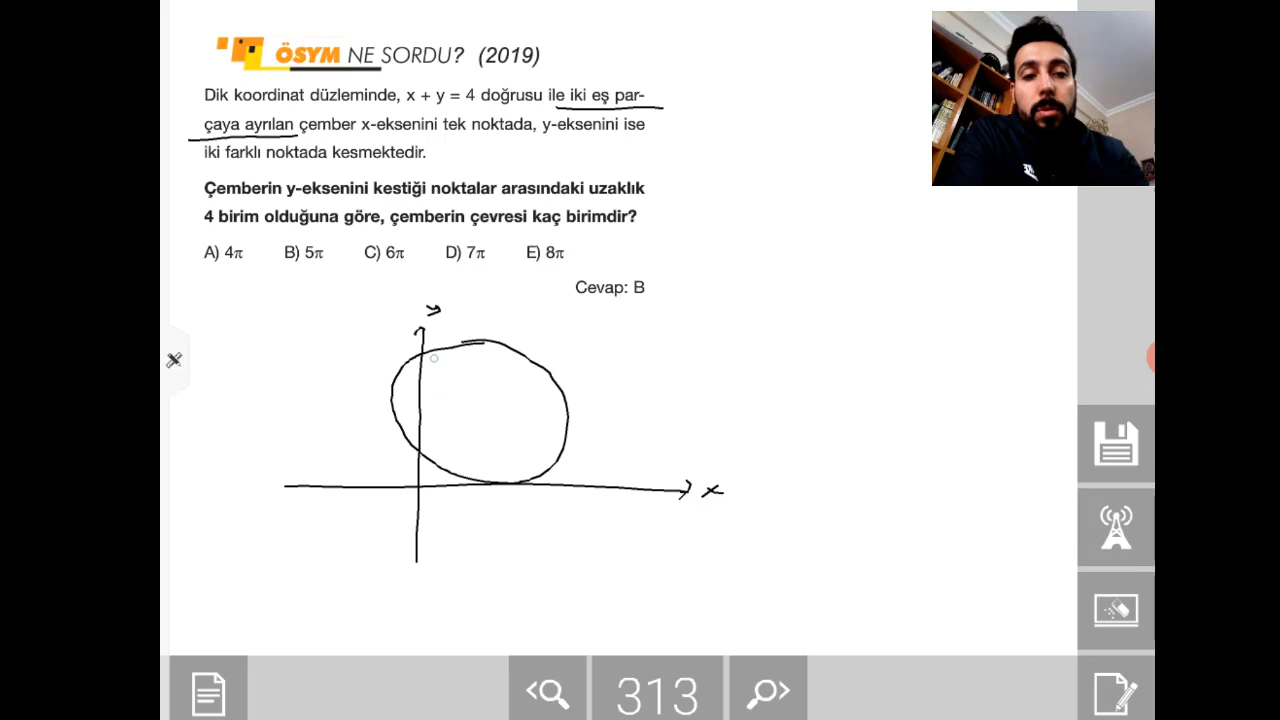 ÖSYM NE SORDU? (2019)
Dik koordinat düzleminde, x + y = 4 doğrusu ile iki eş par-
çaya ayrılan çember x-eksenini tek noktada, y-eksenini ise
iki farklı noktada kesmektedir.
Çemberin y-eksenini kestiği noktalar arasındaki uzaklık
4 birim olduğuna göre, çemberin çevresi kaç birimdir?
A) 4π B) 5π C) 6π D) 7π E) 8π
Cevap: B
y
x
313